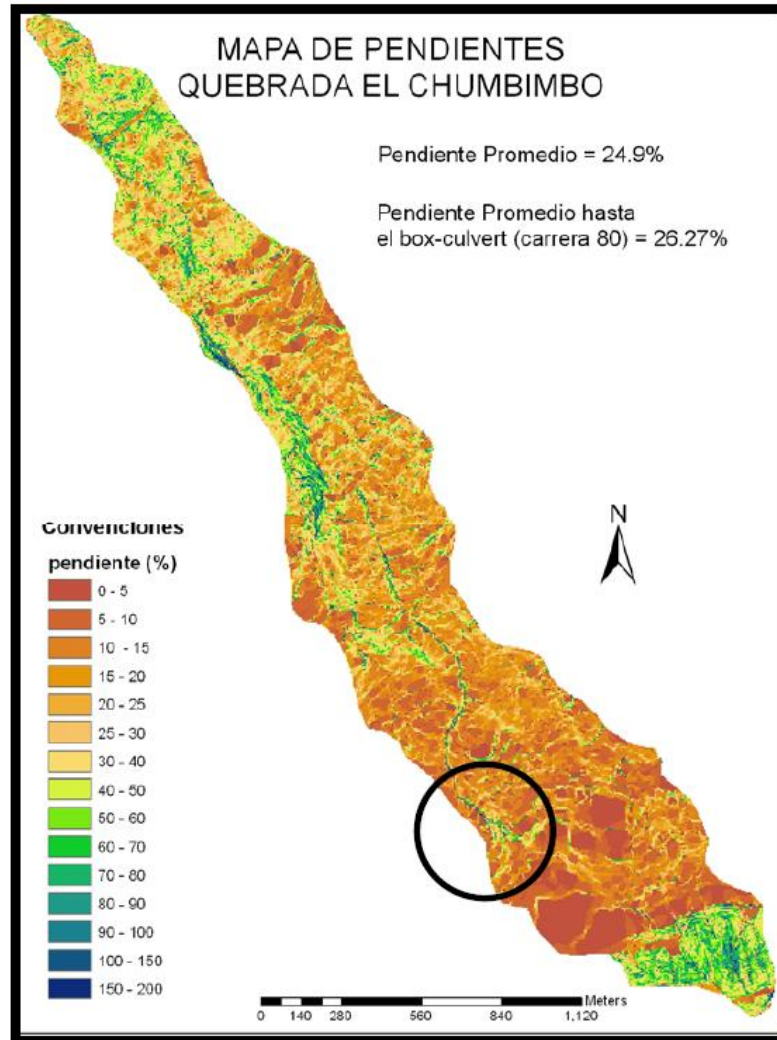 MAPA DE PENDIENTES
QUEBRADA EL CHUMBIMBO
Pendiente Promedio = 24.9%
Pendiente Promedio hasta
el box-culvert (carrera 80) = 26.27%
N
Convenciones
pendiente (%)
0 - 5
5 - 10
10 - 15
15 - 20
20 - 25
25 - 30
30 - 40
40 - 50
50 - 60
60 - 70
70 - 80
80 - 90
90 - 100
100 - 150
150 - 200
Meters
0 140 280 560 840 1,120